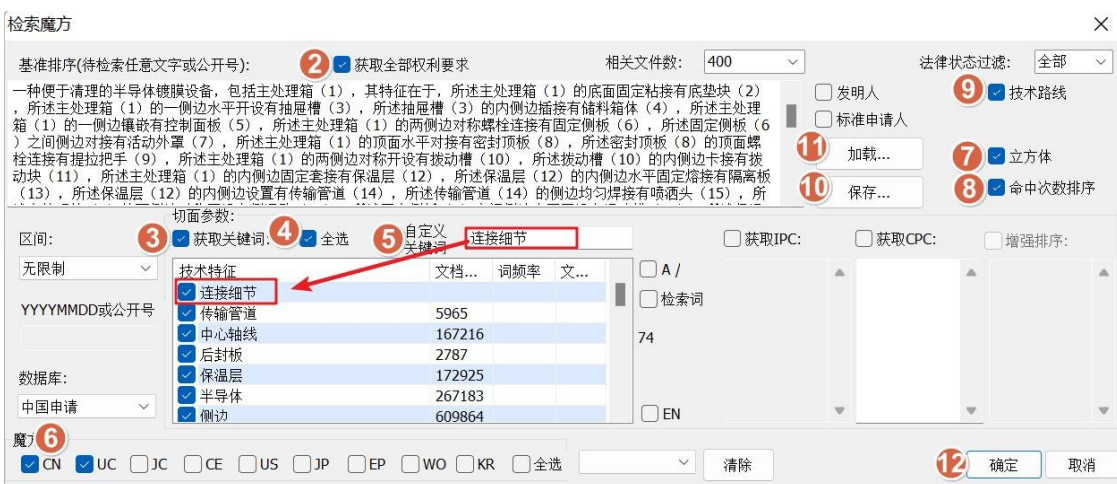 检索魔方
基准排序(待检索任意文字或公开号):
2 获取全部权利要求
相关文件数: 400
法律状态过滤: 全部
一种便于清理的半导体镀膜设备，包括主处理箱（1），其特征在于，所述主处理箱（1）的底面固定粘接有底垫块（2）
，所述主处理箱（1）的一侧边水平开设有抽屉槽（3），所述抽屉槽（3）的内侧边插接有储料箱体（4），所述主处理
箱（1）的一侧边镶嵌有控制面板（5），所述主处理箱（1）的两侧边对称螺栓连接有固定侧板（6），所述固定侧板（6
）之间侧边对接有活动外罩（7），所述主处理箱（1）的顶面水平对接有密封顶板（8），所述密封顶板（8）的顶面螺
栓连接有提拉把手（9），所述主处理箱（1）的两侧边对称开设有拨动槽（10），所述拨动槽（10）的内侧边卡接有拨
动块（11），所述主处理箱（1）的内侧边固定套接有保温层（12），所述保温层（12）的内侧边水平固定熔接有隔离板
（13），所述保温层（12）的内侧边设置有传输管道（14），所述传输管道（14）的侧边均匀焊接有喷洒头（15），所
发明人
标准申请人
9 技术路线
11 加载...
7 立方体
10 保存...
8 命中次数排序
区间:
无限制
YYYYMMDD或公开号
数据库:
中国申请
切面参数:
3 获取关键词:
4 全选
5 自定义
关键词
连接细节
获取IPC:
获取CPC:
增强排序:
技术特征 文档... 词频率 文...
连接细节
传输管道 5965
中心轴线 167216
后封板 2787
保温层 172925
半导体 267183
侧边 609864
A /
检索词
74
EN
魔方
6
CN UC JC CE US JP EP WO KR 全选
清除
12 确定
取消